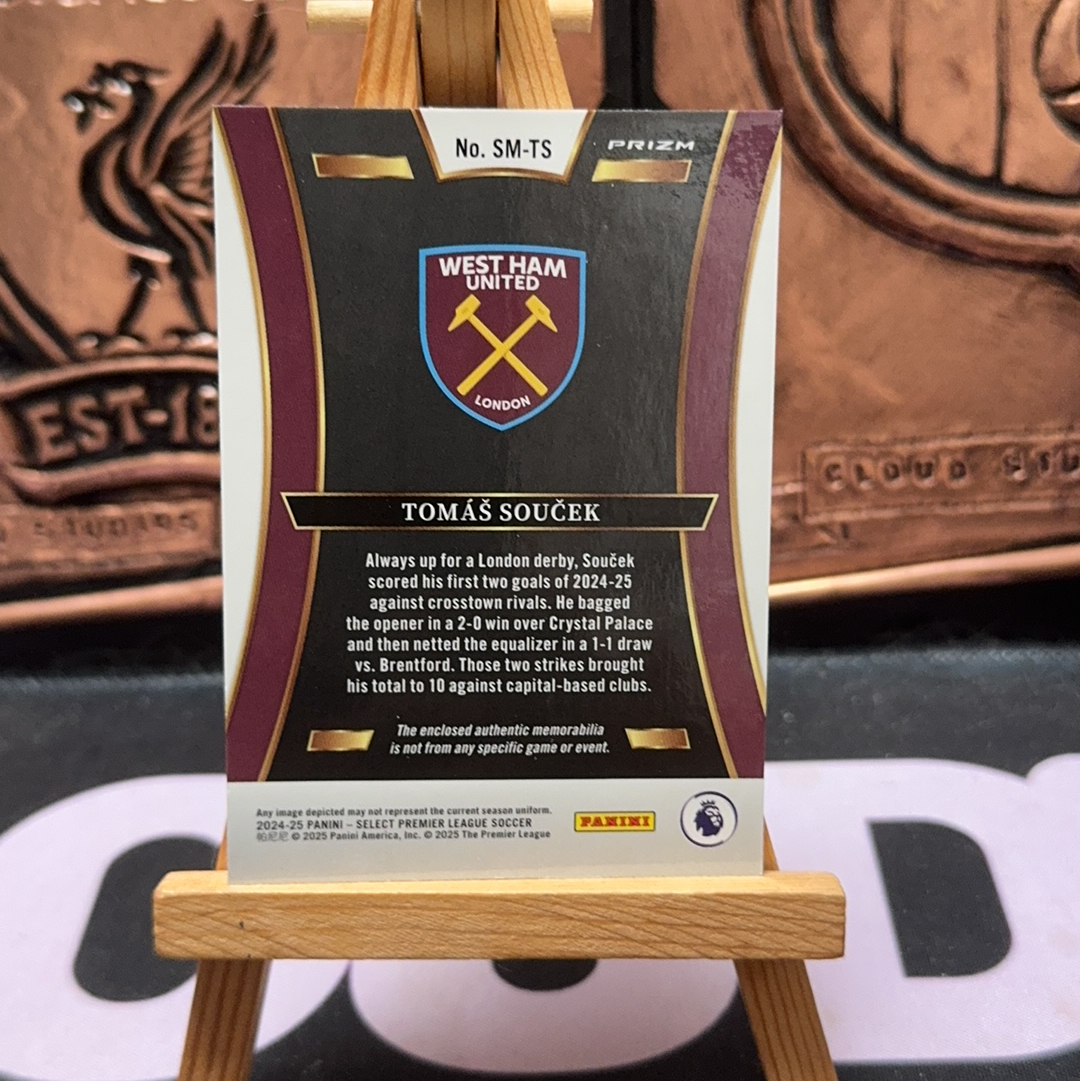 No. SM-TS
PRIZM
WEST HAM
UNITED
LONDON
EST-18
CLOUD
TOMÁŠ SOUČEK
Always up for a London derby, Souček
scored his first two goals of 2024-25
against crosstown rivals. He bagged
the opener in a 2-0 win over Crystal Palace
and then netted the equalizer in a 1-1 draw
vs. Brentford. Those two strikes brought
his total to 10 against capital-based clubs.
The enclosed authentic memorabilia
is not from any specific game or event.
Any image depicted may not represent the current season uniform.
2024-25 PANINI – SELECT PREMIER LEAGUE SOCCER
帕尼尼 © 2025 Panini America, Inc. © 2025 The Premier League
PANINI